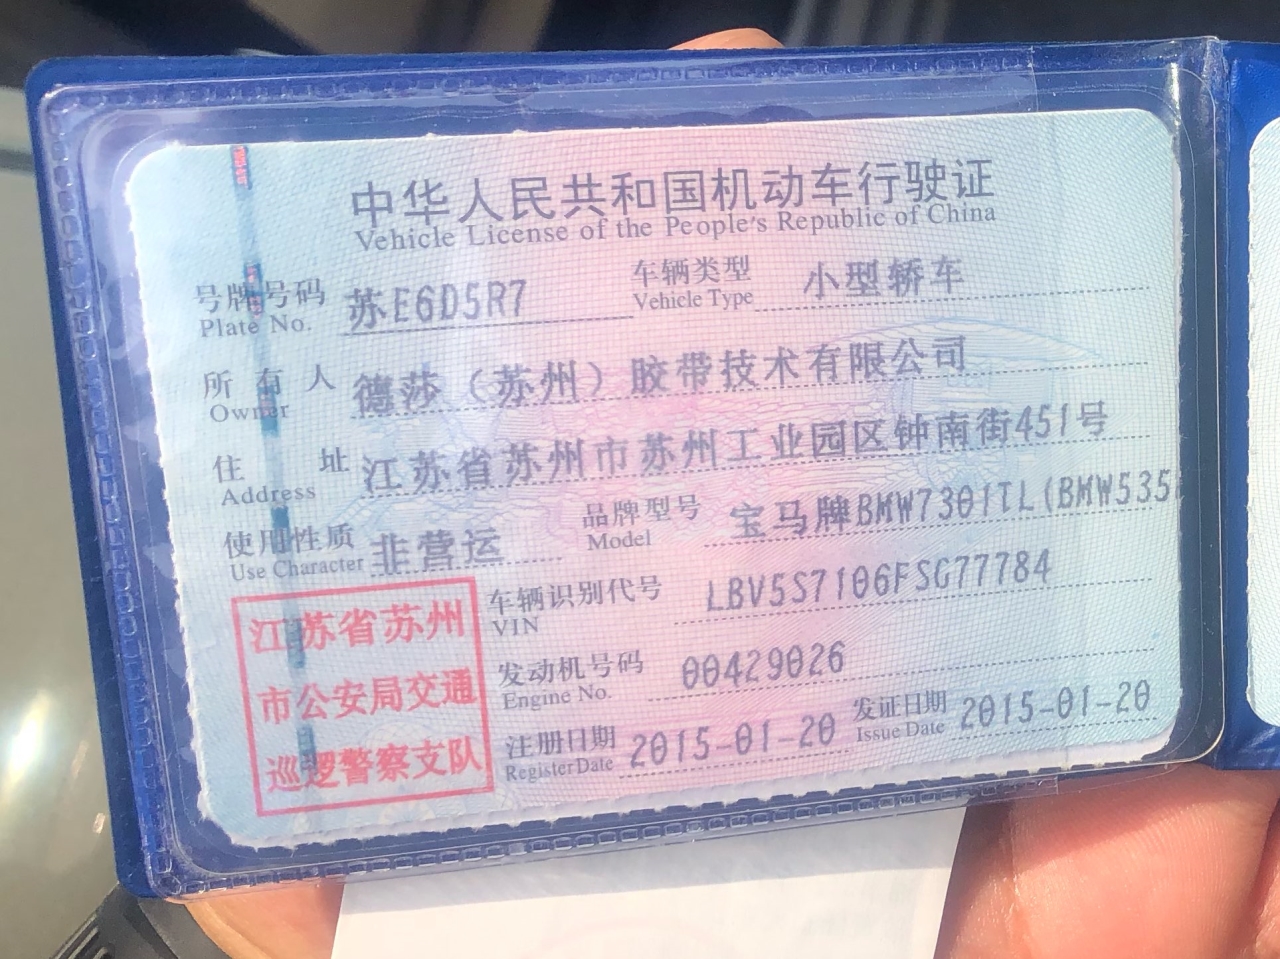 中华人民共和国机动车行驶证
Vehicle License of the People's Republic of China
号牌号码 苏E6D5R7 车辆类型 小型轿车
Plate No. Vehicle Type
所有人 德莎（苏州）胶带技术有限公司
Owner
住址 江苏省苏州市苏州工业园区钟南街451号
Address
使用性质 非营运 品牌型号 宝马牌BMW7301TL(BMW535
Use Character Model
车辆识别代号 LBV5S7106FSG77784
VIN
发动机号码 00429026
Engine No.
注册日期 2015-01-20 发证日期 2015-01-20
Register Date Issue Date
江苏省苏州
市公安局交通
巡逻警察支队